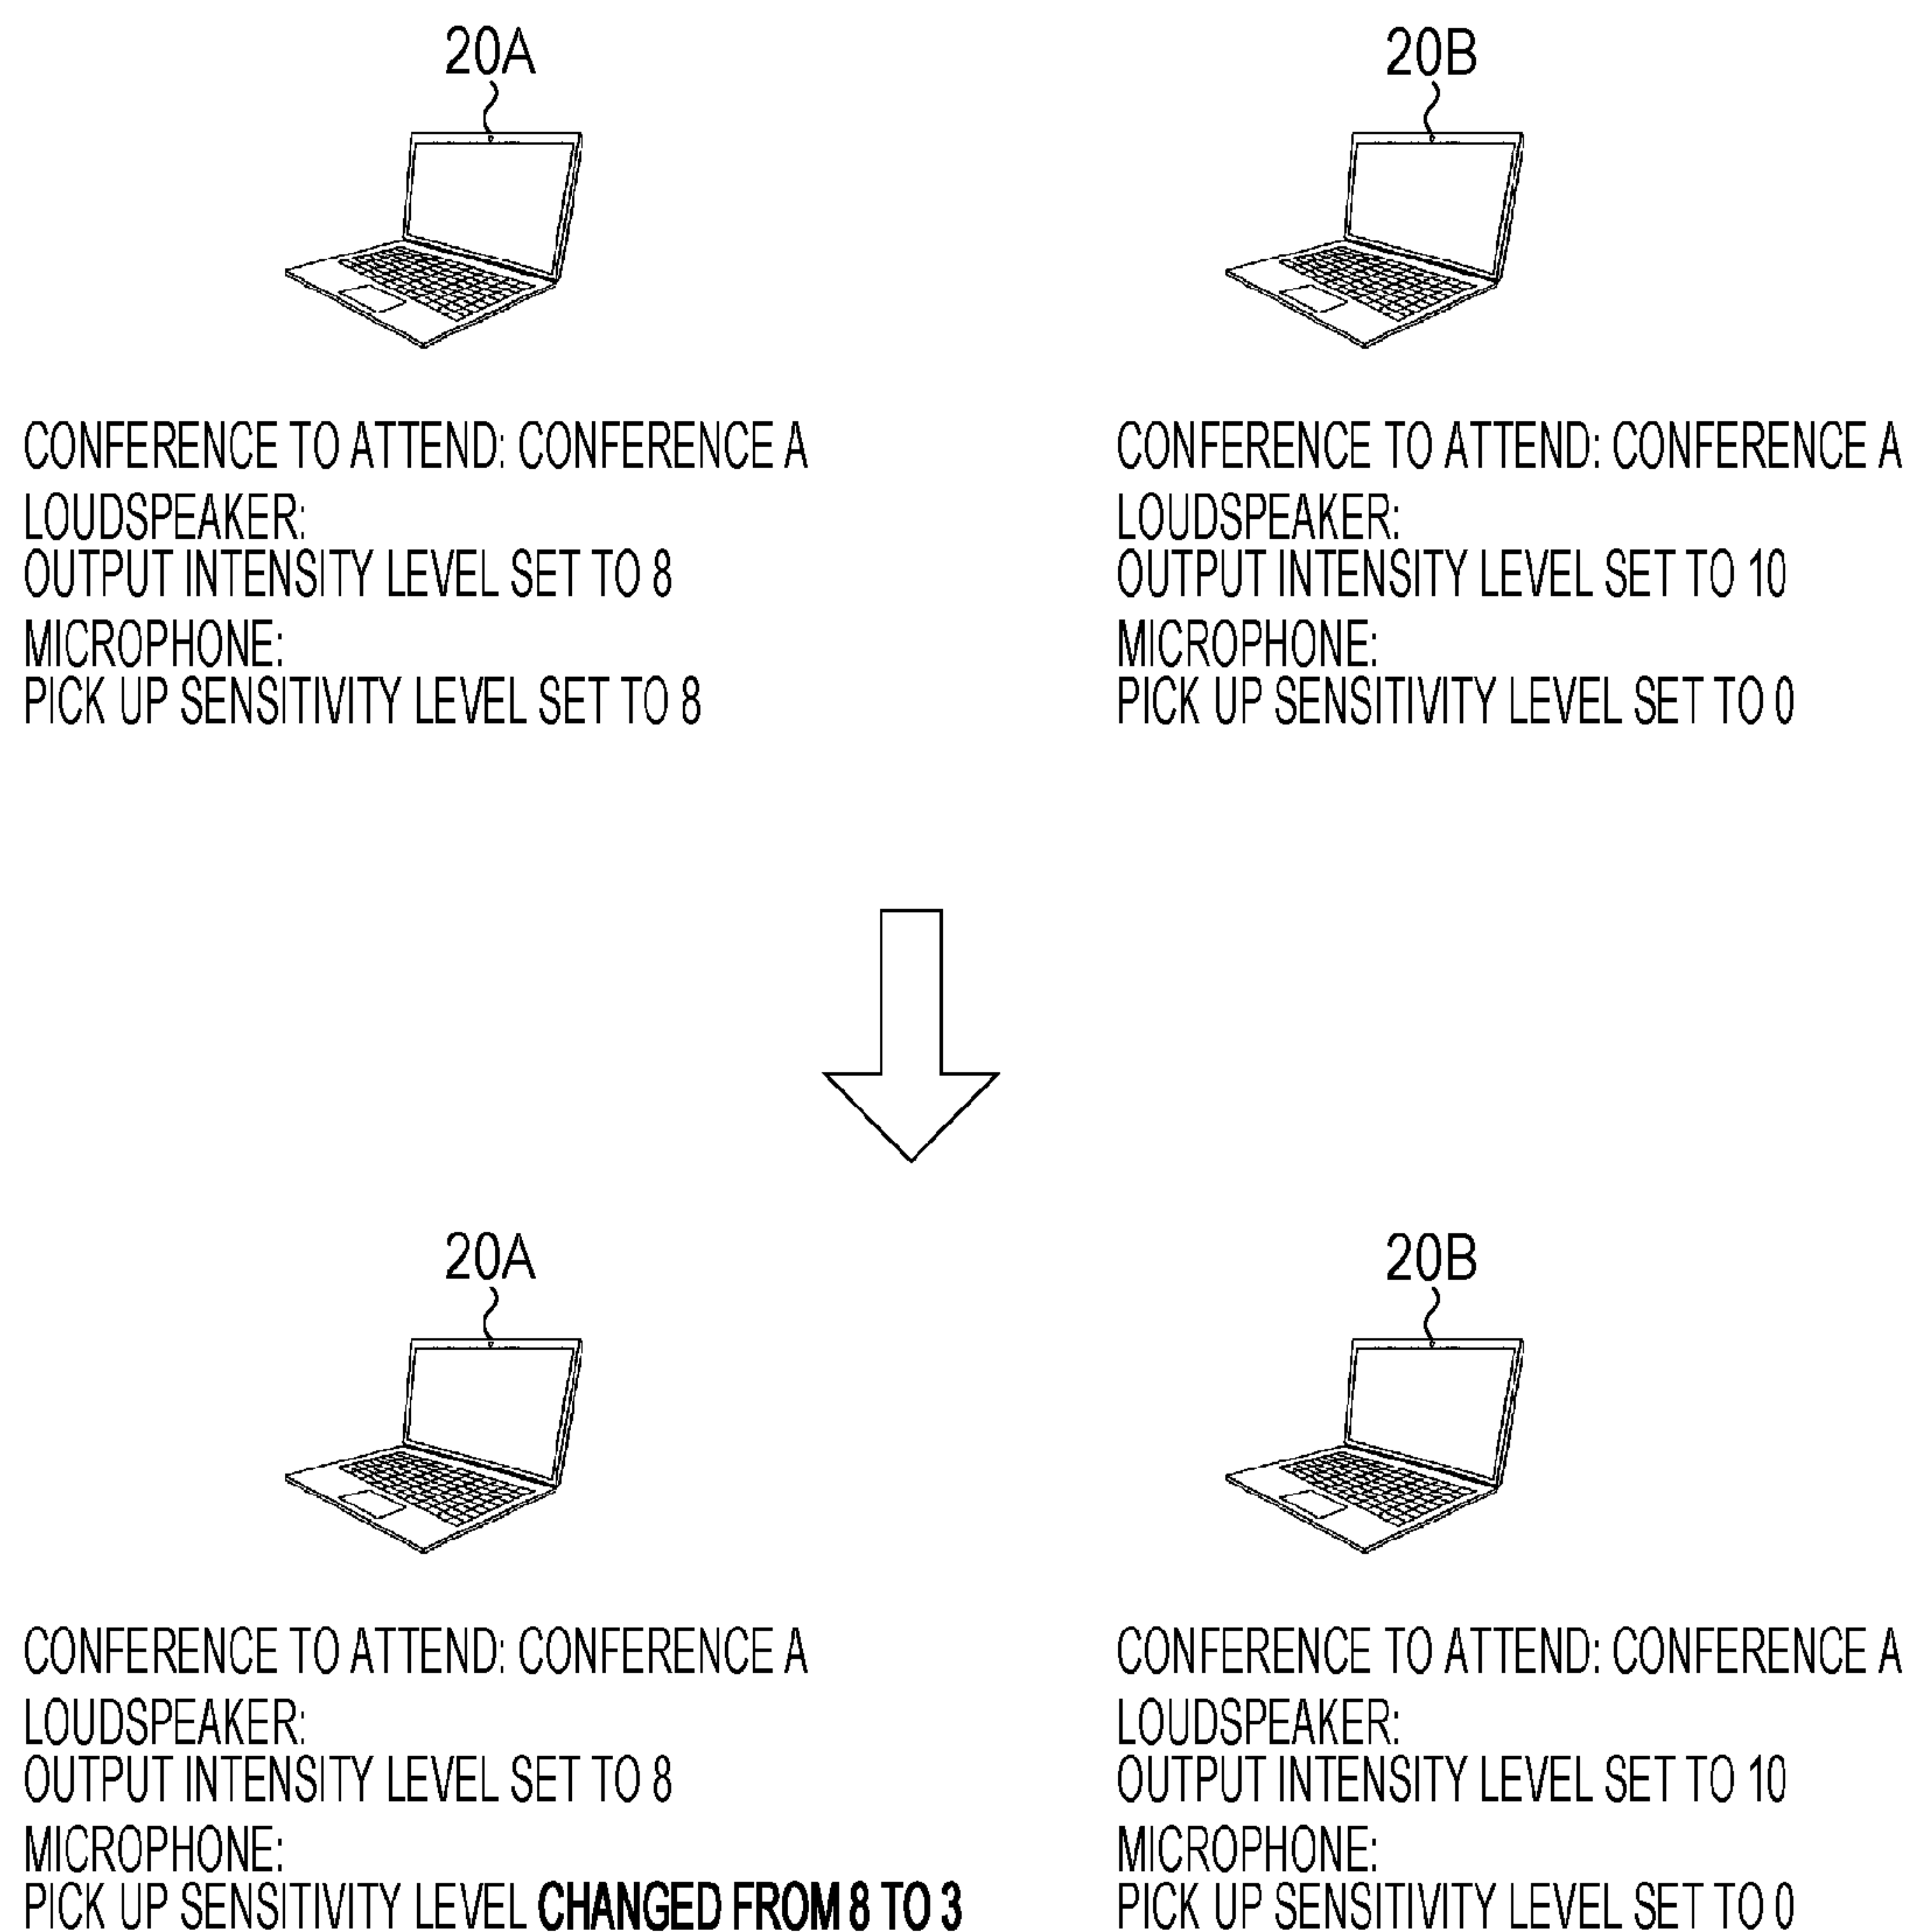 20A
CONFERENCE TO ATTEND: CONFERENCE A
LOUDSPEAKER:
OUTPUT INTENSITY LEVEL SET TO 8
MICROPHONE:
PICK UP SENSITIVITY LEVEL SET TO 8
20B
CONFERENCE TO ATTEND: CONFERENCE A
LOUDSPEAKER:
OUTPUT INTENSITY LEVEL SET TO 10
MICROPHONE:
PICK UP SENSITIVITY LEVEL SET TO 0
20A
CONFERENCE TO ATTEND: CONFERENCE A
LOUDSPEAKER:
OUTPUT INTENSITY LEVEL SET TO 8
MICROPHONE:
PICK UP SENSITIVITY LEVEL CHANGED FROM 8 TO 3
20B
CONFERENCE TO ATTEND: CONFERENCE A
LOUDSPEAKER:
OUTPUT INTENSITY LEVEL SET TO 10
MICROPHONE:
PICK UP SENSITIVITY LEVEL SET TO 0